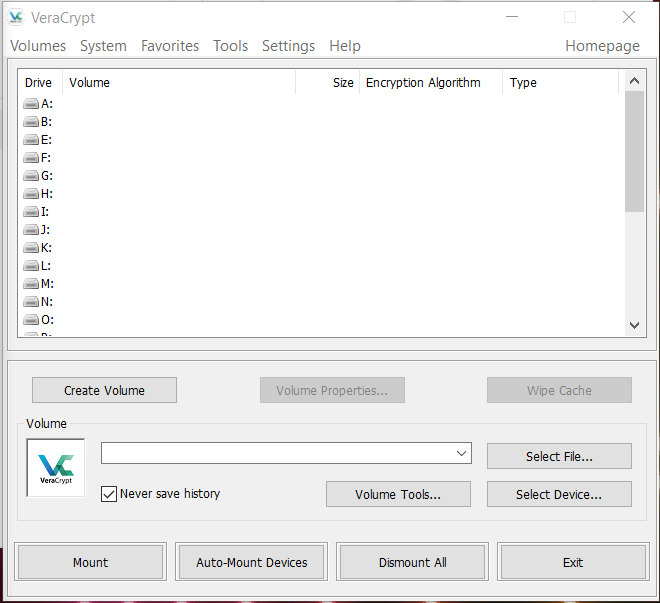 VeraCrypt
Volumes System Favorites Tools Settings Help Homepage
Drive Volume Size Encryption Algorithm Type
A:
B:
E:
F:
G:
H:
I:
J:
K:
L:
M:
N:
O:
Create Volume Volume Properties... Wipe Cache
Volume
VeraCrypt
Select File...
Never save history Volume Tools... Select Device...
Mount Auto-Mount Devices Dismount All Exit